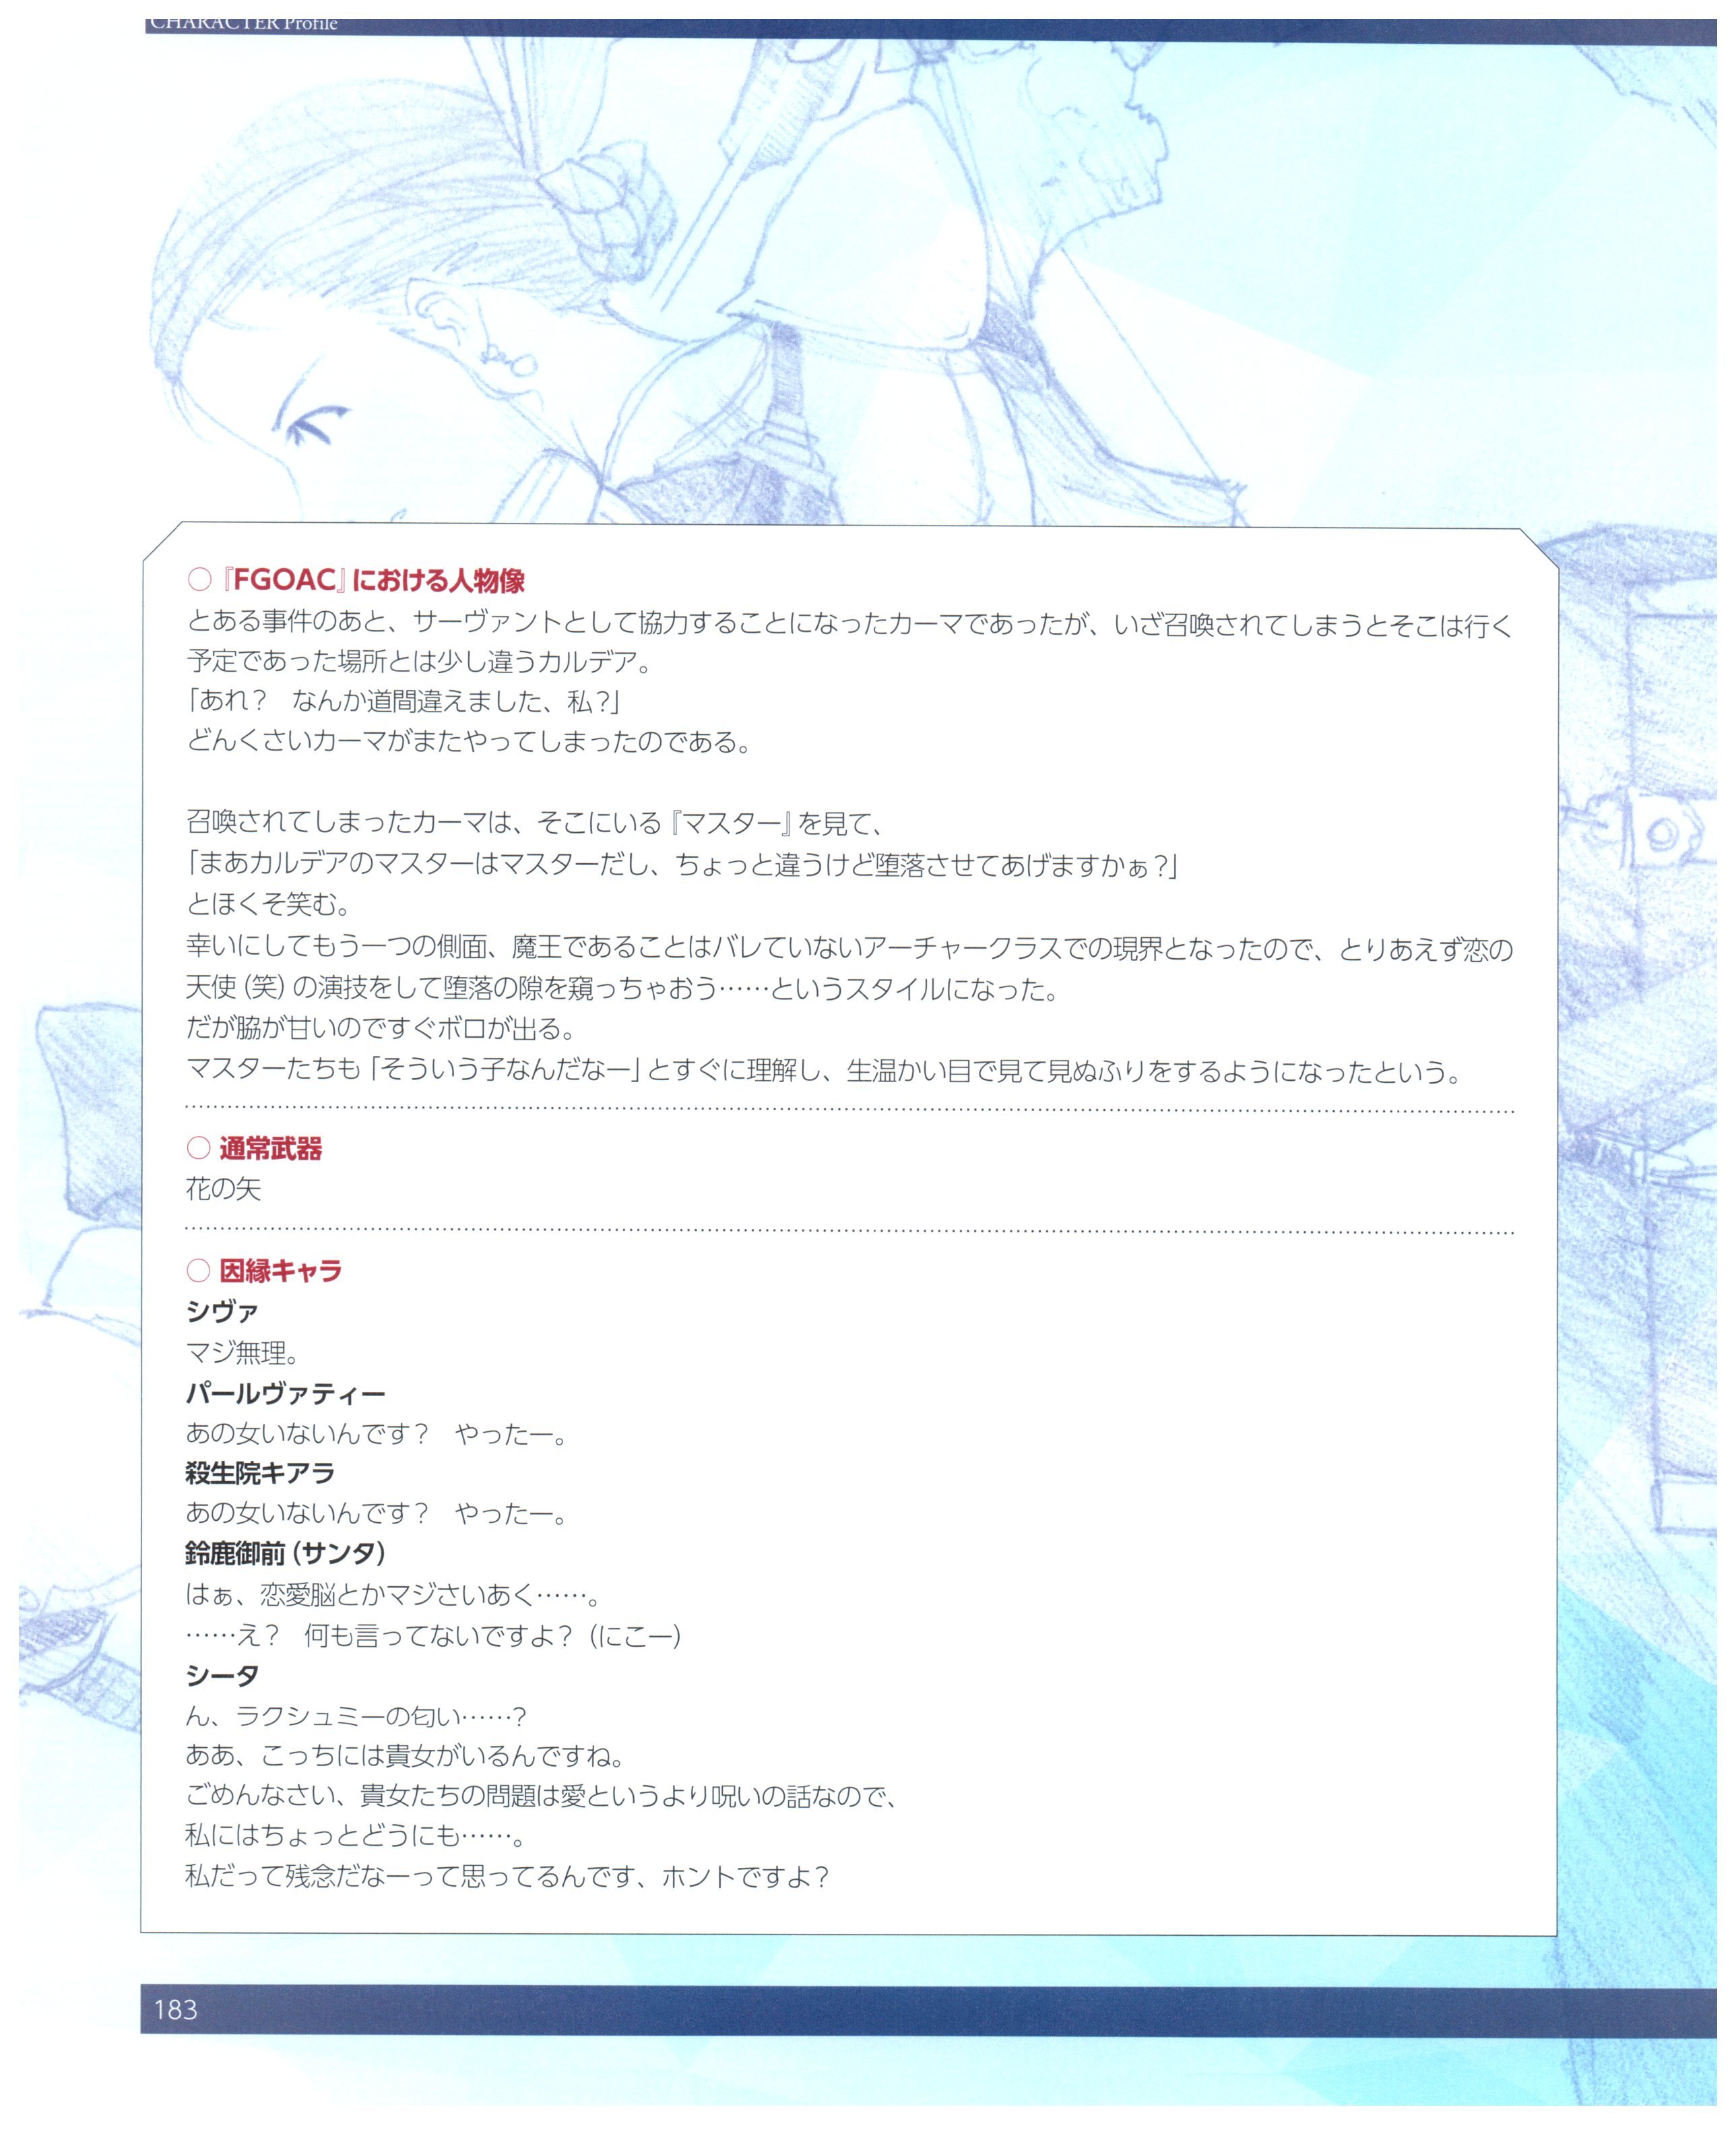 CHARACTER Profile
○『FGOAC』における人物像
とある事件のあと、サーヴァントとして協力することになったカーマであったが、いざ召喚されてしまうとそこは行く
予定であった場所とは少し違うカルデア。
「あれ？　なんか道間違えました、私？」
どんくさいカーマがまたやってしまったのである。
召喚されてしまったカーマは、そこにいる『マスター』を見て、
「まあカルデアのマスターはマスターだし、ちょっと違うけど堕落させてあげますかぁ？」
とほくそ笑む。
幸いにしてもう一つの側面、魔王であることはバレていないアーチャークラスでの現界となったので、とりあえず恋の
天使（笑）の演技をして堕落の隙を窺っちゃおう……というスタイルになった。
だが脇が甘いのですぐボロが出る。
マスターたちも「そういう子なんだなー」とすぐに理解し、生温かい目で見て見ぬふりをするようになったという。
○ 通常武器
花の矢
○ 因縁キャラ
シヴァ
マジ無理。
パールヴァティー
あの女いないんです？　やったー。
殺生院キアラ
あの女いないんです？　やったー。
鈴鹿御前（サンタ）
はぁ、恋愛脳とかマジさいあく……。
……え？　何も言ってないですよ？（にこー）
シータ
ん、ラクシュミーの匂い……？
ああ、こっちには貴女がいるんですね。
ごめんなさい、貴女たちの問題は愛というより呪いの話なので、
私にはちょっとどうにも……。
私だって残念だなーって思ってるんです、ホントですよ？
183